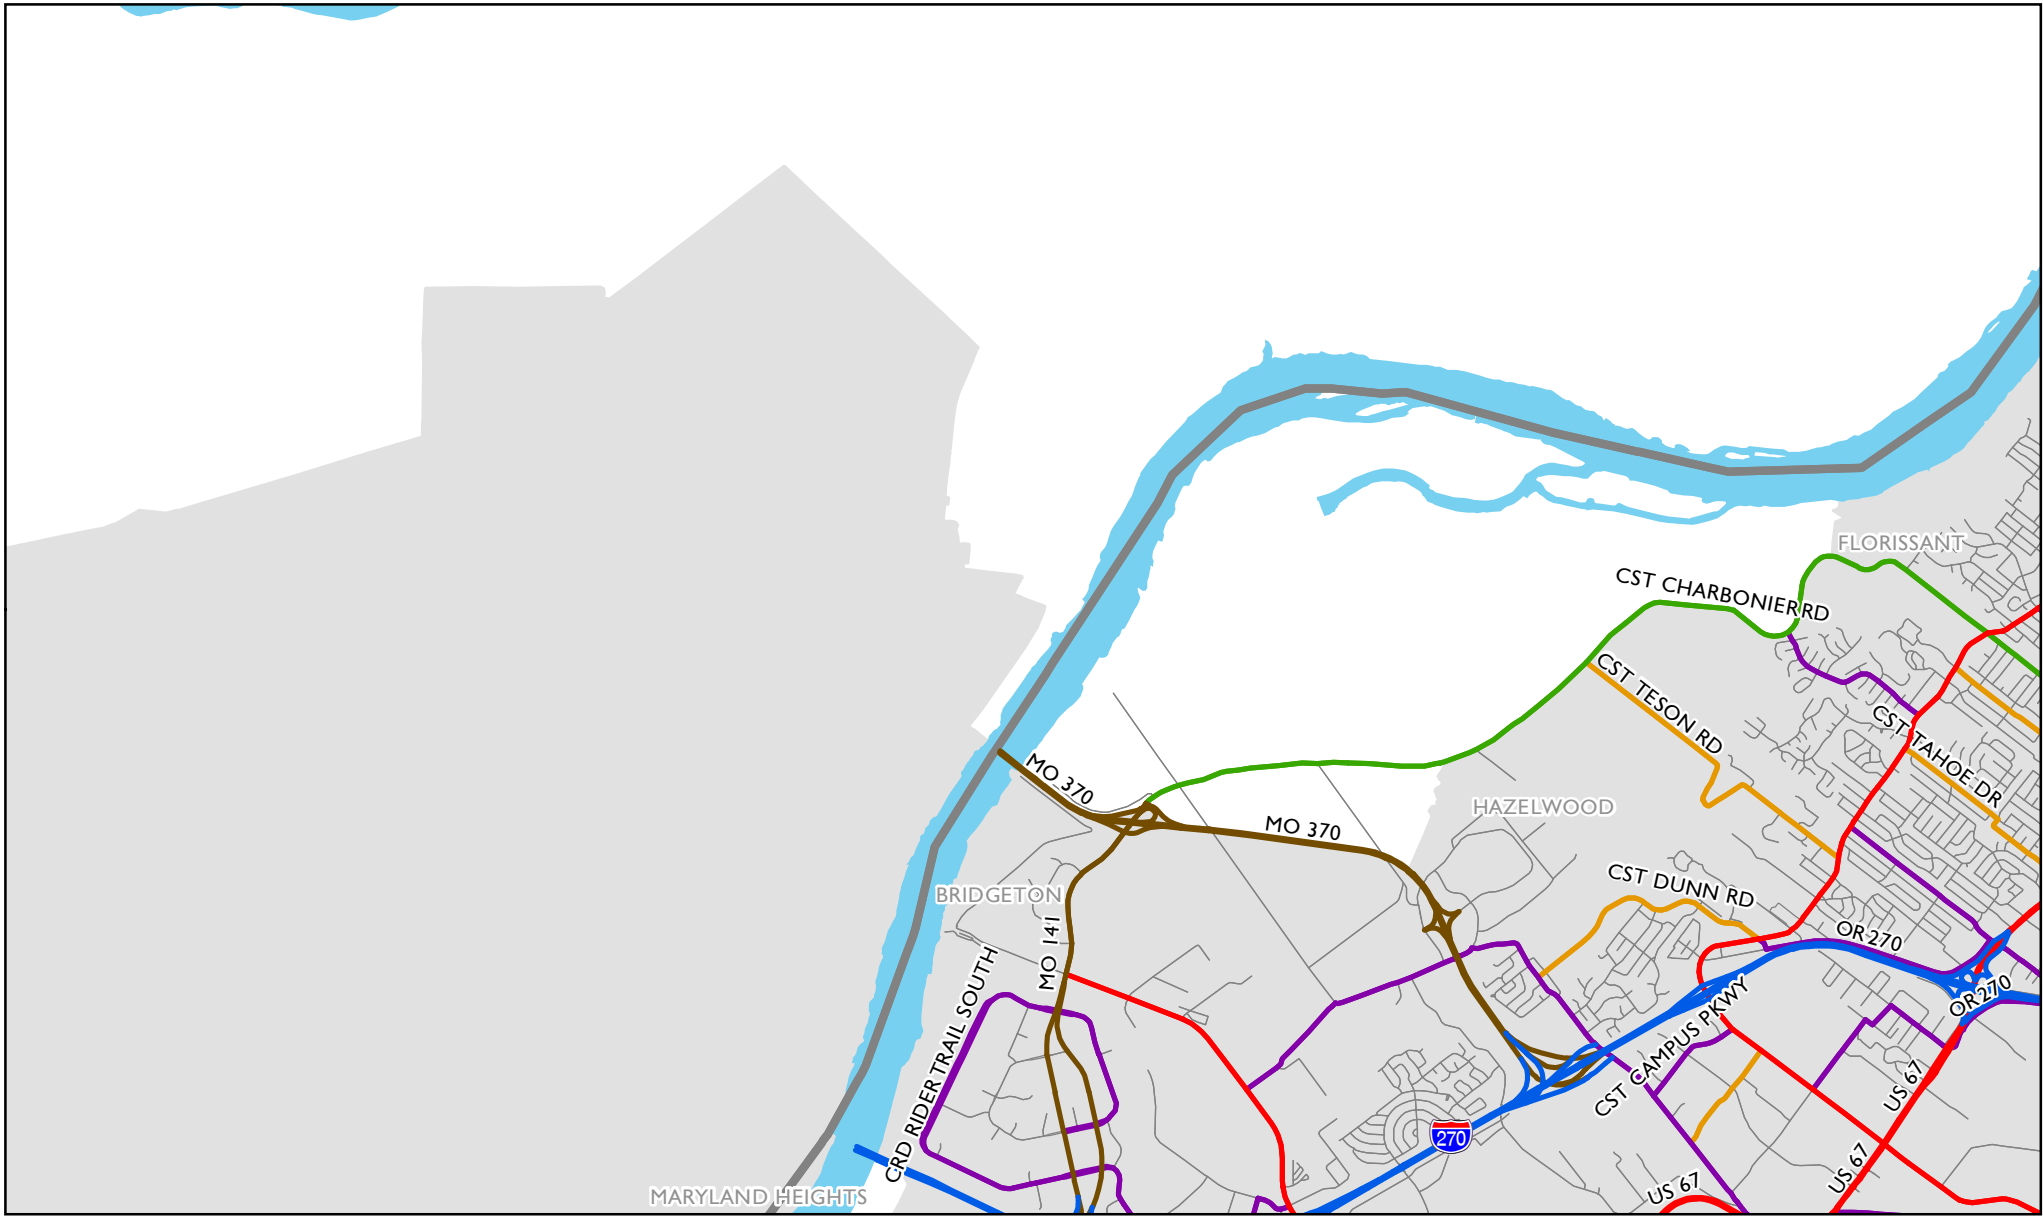 FLORISSANT
CST CHARBONIER RD
CST TESON RD
CST TAHOE DR
MO 370
MO 370
HAZELWOOD
CST DUNN RD
BRIDGETON
MO 141
OR 270
OR 270
CRD RIDER TRAIL SOUTH
CST CAMPUS PKWY
US 67
270
US 67
US 67
MARYLAND HEIGHTS